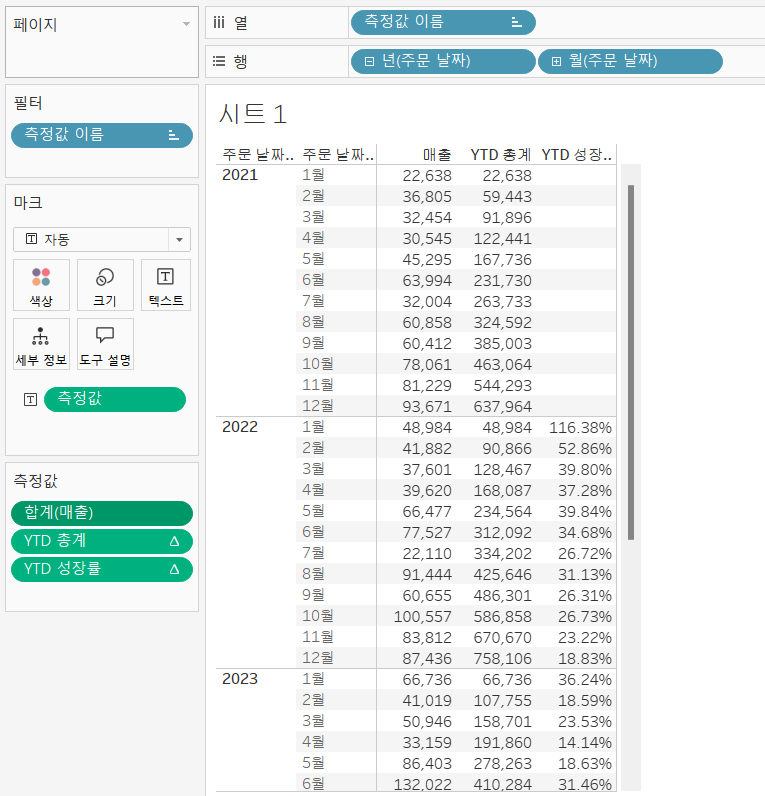 페이지
열
측정값 이름
행
년(주문 날짜)
월(주문 날짜)
필터
측정값 이름
마크
자동
색상
크기
텍스트
세부 정보
도구 설명
측정값
측정값
합계(매출)
YTD 총계
YTD 성장률
시트 1
주문 날짜.. 주문 날짜.. 매출 YTD 총계 YTD 성장..
2021 1월 22,638 22,638
2월 36,805 59,443
3월 32,454 91,896
4월 30,545 122,441
5월 45,295 167,736
6월 63,994 231,730
7월 32,004 263,733
8월 60,858 324,592
9월 60,412 385,003
10월 78,061 463,064
11월 81,229 544,293
12월 93,671 637,964
2022 1월 48,984 48,984 116.38%
2월 41,882 90,866 52.86%
3월 37,601 128,467 39.80%
4월 39,620 168,087 37.28%
5월 66,477 234,564 39.84%
6월 77,527 312,092 34.68%
7월 22,110 334,202 26.72%
8월 91,444 425,646 31.13%
9월 60,655 486,301 26.31%
10월 100,557 586,858 26.73%
11월 83,812 670,670 23.22%
12월 87,436 758,106 18.83%
2023 1월 66,736 66,736 36.24%
2월 41,019 107,755 18.59%
3월 50,946 158,701 23.53%
4월 33,159 191,860 14.14%
5월 86,403 278,263 18.63%
6월 132,022 410,284 31.46%